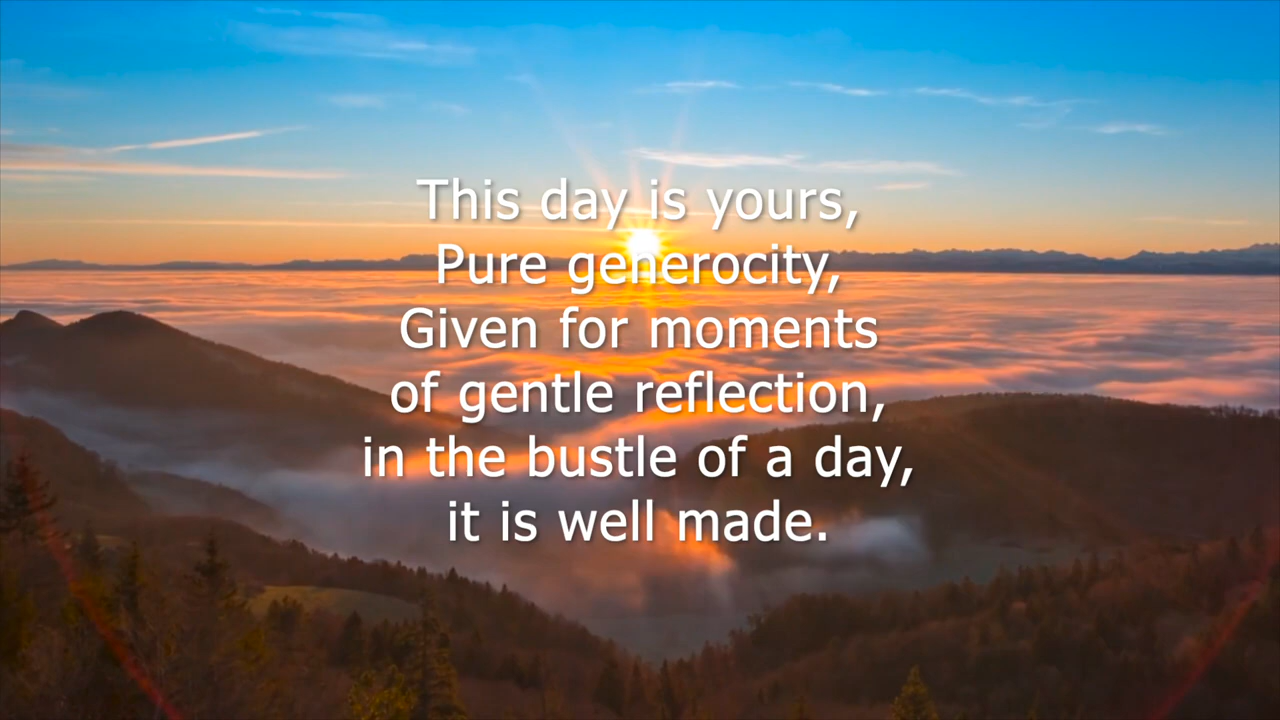 This day is yours,
Pure generocity,
Given for moments
of gentle reflection,
in the bustle of a day,
it is well made.